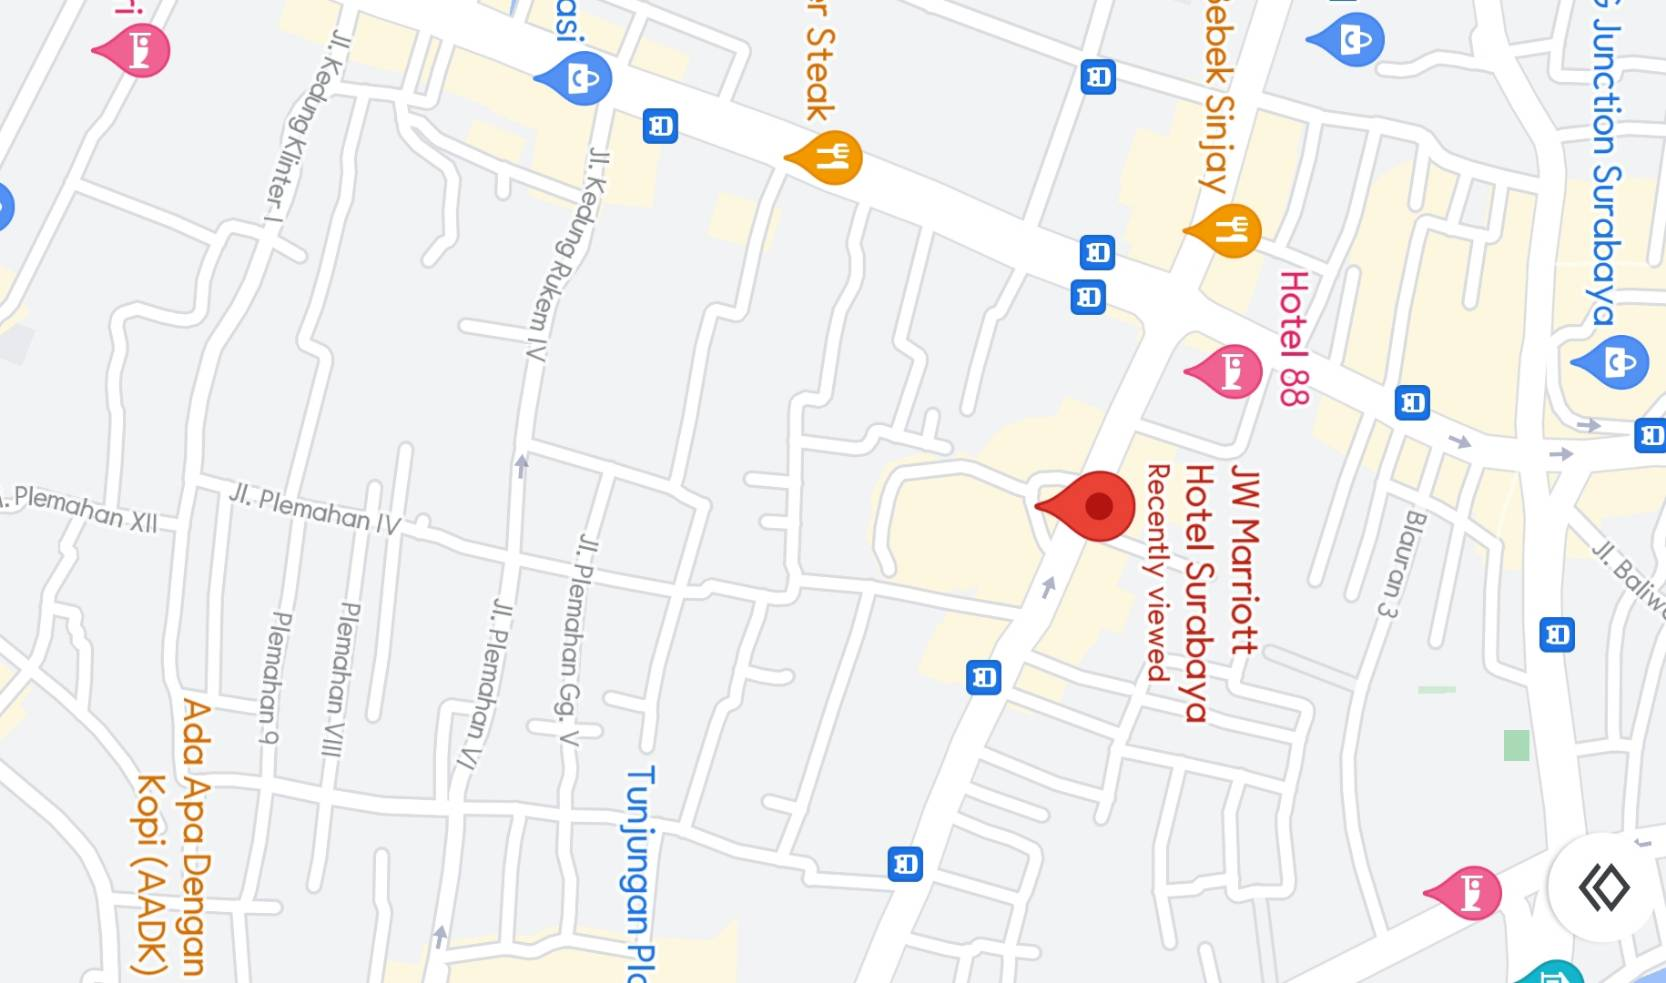 Jl. Kedung Klinter I
Jl. Kedung Rukem IV
Steak
Bebek Sinjay
Junction Surabaya
Hotel 88
JW Marriott
Hotel Surabaya
Recently viewed
Plemahan XII
Jl. Plemahan IV
Jl. Plemahan Gg. V
Jl. Plemahan VI
Plemahan VIII
Plemahan 9
Blauran 3
Jl. Baliw
Ada Apa Dengan
Kopi (AADK)
Tunjungan Pla